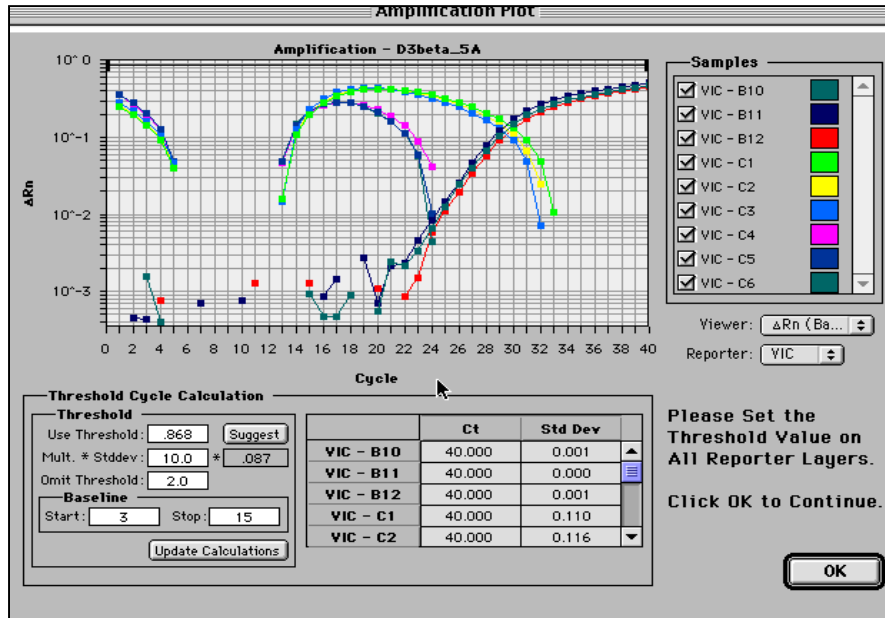 Amplification Plot
Amplification - D3beta_5A
10^ 0
10^-1
10^-2
10^-3
ΔRn
0 2 4 6 8 10 12 14 16 18 20 22 24 26 28 30 32 34 36 38 40
Cycle
Samples
VIC - B10
VIC - B11
VIC - B12
VIC - C1
VIC - C2
VIC - C3
VIC - C4
VIC - C5
VIC - C6
Viewer: ΔRn (Ba...
Reporter: VIC
Threshold Cycle Calculation
Threshold
Use Threshold: .868 Suggest
Mult. * Stddev: 10.0 * .087
Omit Threshold: 2.0
Baseline
Start: 3 Stop: 15
Update Calculations
Ct Std Dev
VIC - B10 40.000 0.001
VIC - B11 40.000 0.000
VIC - B12 40.000 0.001
VIC - C1 40.000 0.110
VIC - C2 40.000 0.116
Please Set the
Threshold Value on
All Reporter Layers.
Click OK to Continue.
OK